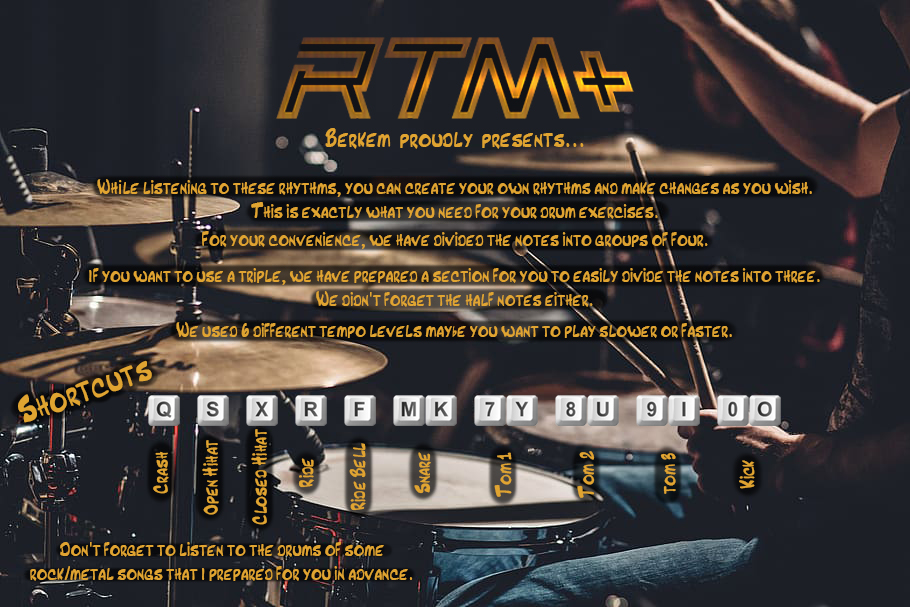 RTM+
Berkem proudly presents...
While listening to these rhythms, you can create your own rhythms and make changes as you wish.
This is exactly what you need for your drum exercises.
For your convenience, we have divided the notes into groups of four.
If you want to use a triple, we have prepared a section for you to easily divide the notes into three.
We didn't forget the half notes either.
We used 6 different tempo levels maybe you want to play slower or faster.
Shortcuts
Q S X R F M K 7 Y 8 U 9 I 0 O
Crash
Open Hihat
Closed Hihat
Ride
Ride Bell
Snare
Tom 1
Tom 2
Tom 3
Kick
Don't forget to listen to the drums of some
rock/metal songs that I prepared for you in advance.